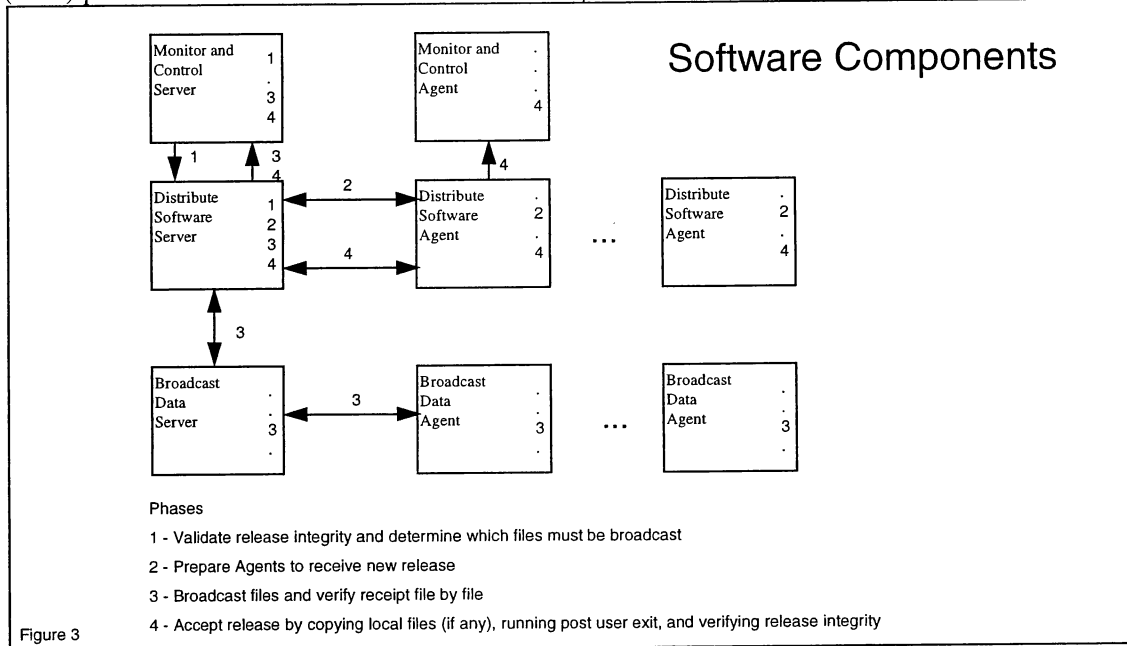 Software Components
Monitor and
Control
Server
1
.
3
4
Monitor and
Control
Agent
.
.
.
4
1
3
4
4
Distribute
Software
Server
1
2
3
4
2
4
Distribute
Software
Agent
.
2
.
4
...
Distribute
Software
Agent
.
2
.
4
3
Broadcast
Data
Server
.
.
3
.
3
Broadcast
Data
Agent
.
.
3
.
...
Broadcast
Data
Agent
.
.
3
.
Phases
1 - Validate release integrity and determine which files must be broadcast
2 - Prepare Agents to receive new release
3 - Broadcast files and verify receipt file by file
4 - Accept release by copying local files (if any), running post user exit, and verifying release integrity
Figure 3